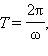 T = 2π/ω,